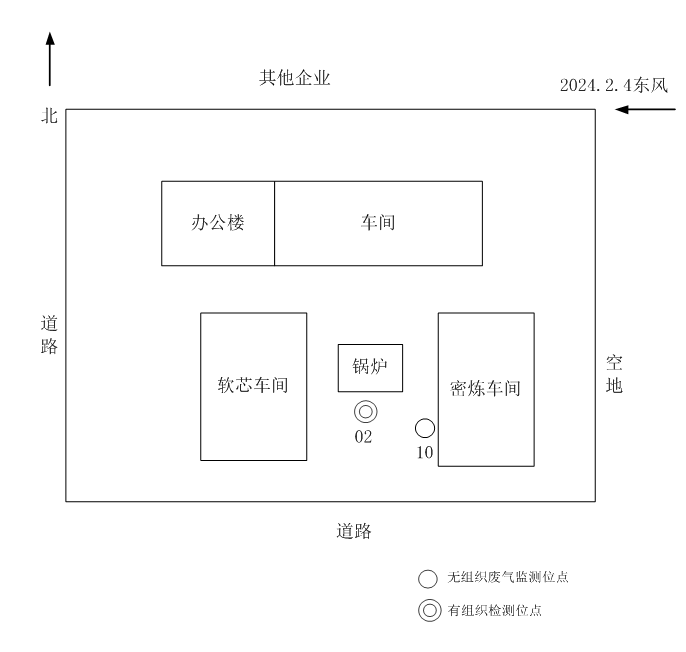 其他企业
2024.2.4东风
北
办公楼
车间
道路
软芯车间
锅炉
密炼车间
空地
02
10
道路
无组织废气监测位点
有组织检测位点